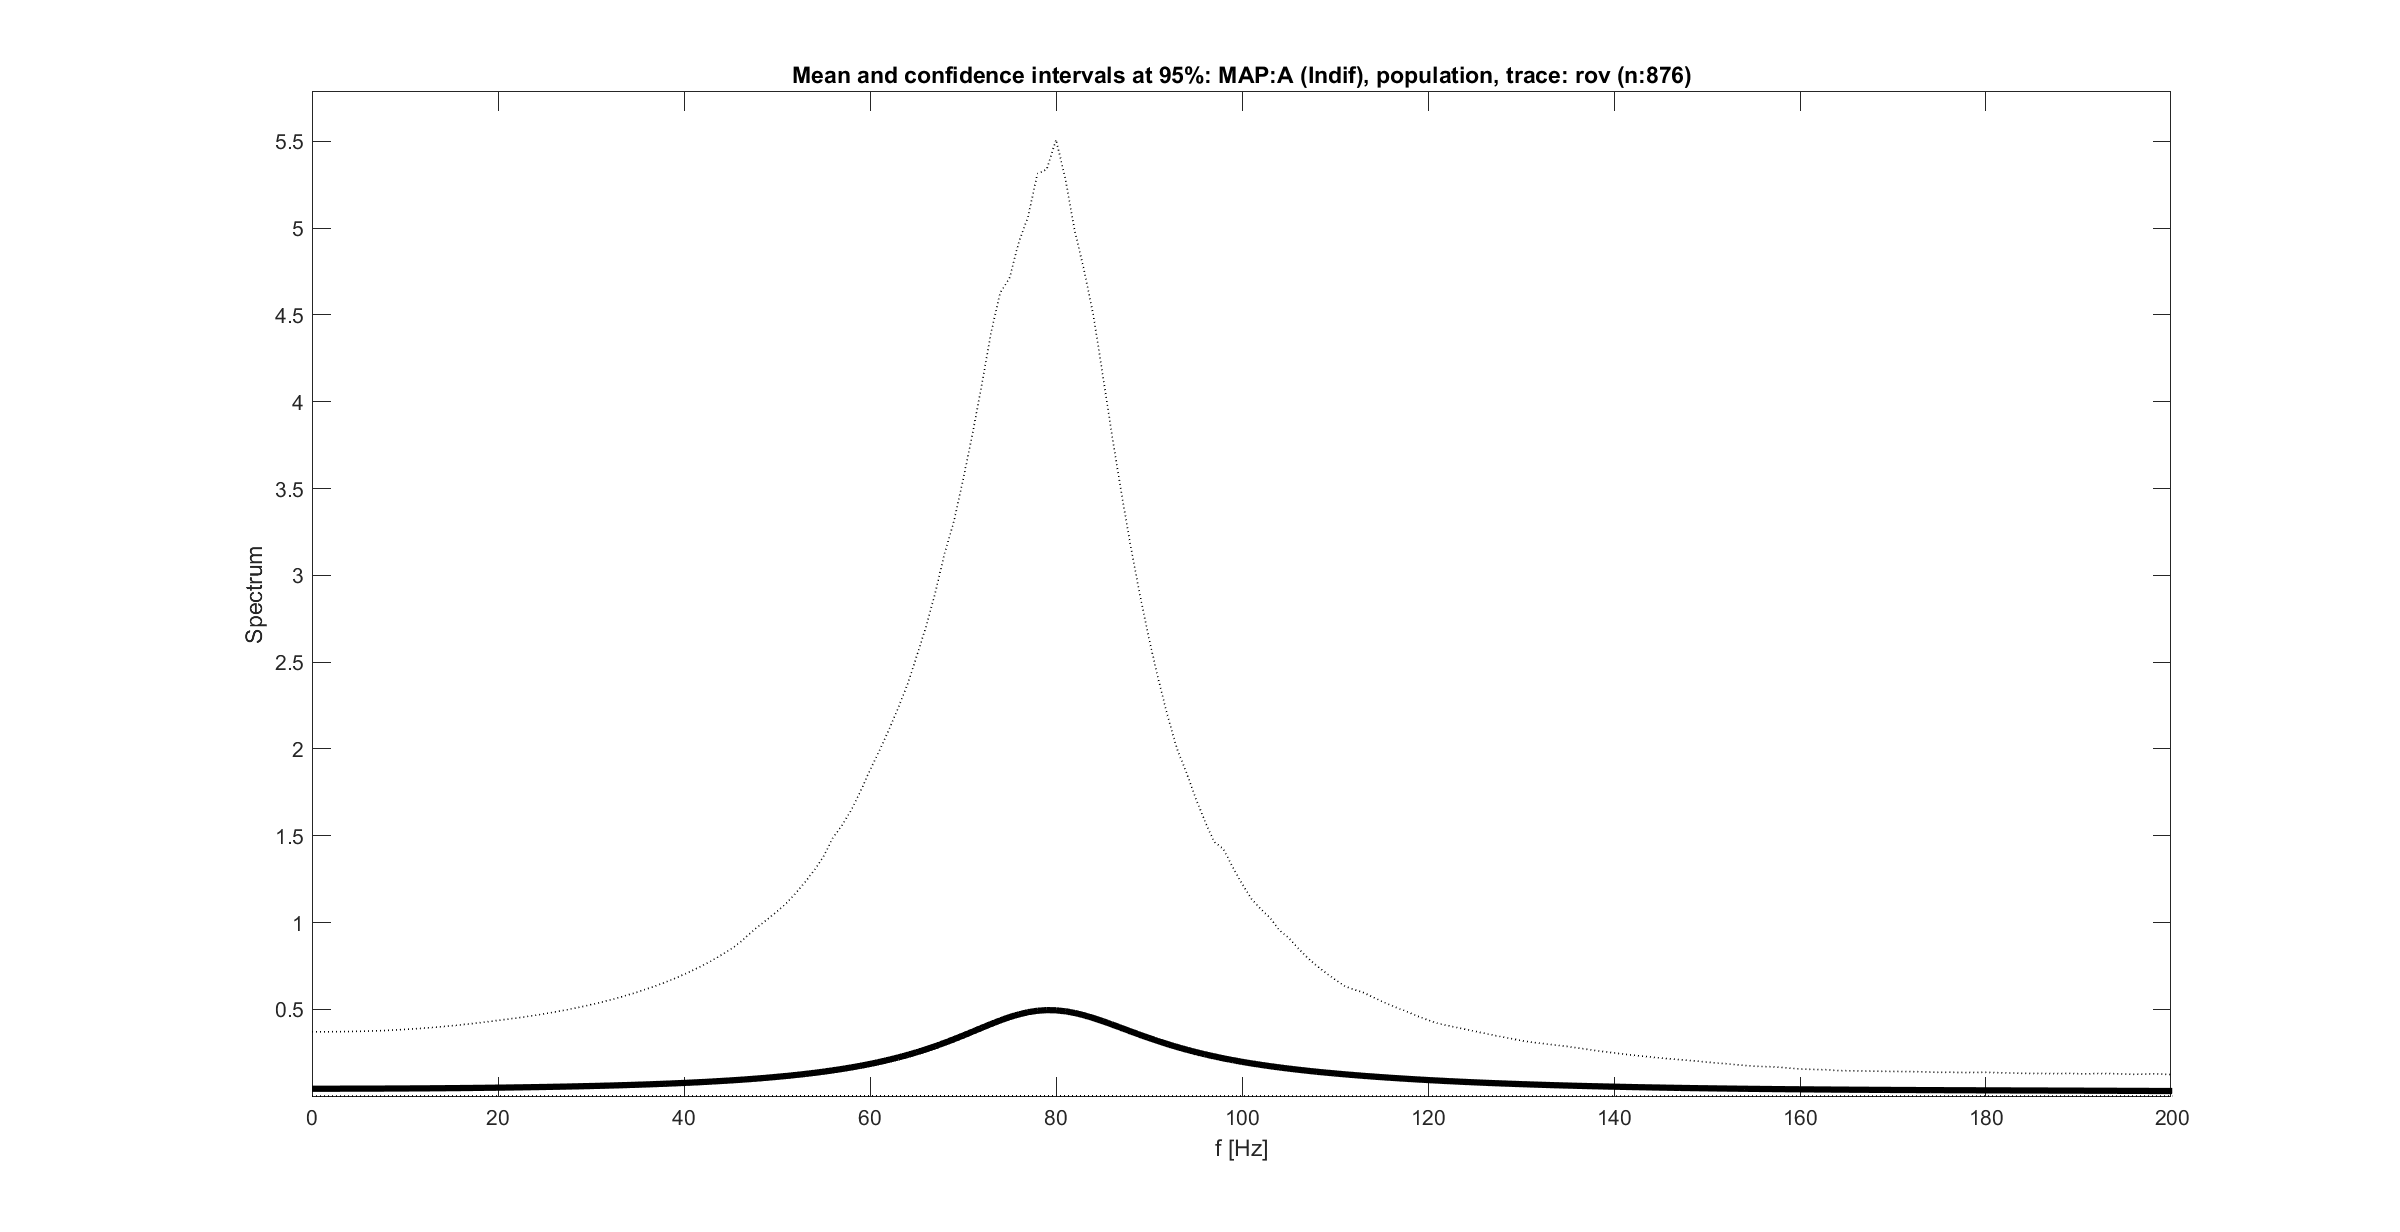 Mean and confidence intervals at 95%: MAP:A (Indif), population, trace: rov (n:876)
5.5
5
4.5
4
3.5
3
2.5
2
1.5
1
0.5
Spectrum
0 20 40 60 80 100 120 140 160 180 200
f [Hz]